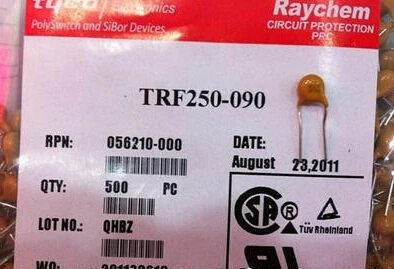 tyco Electronics
PolySwitch and SiBor Devices
Raychem
CIRCUIT PROTECTION
PRC
TRF250-090
RPN: 056210-000
DATE:
August 23,2011
QTY: 500 PC
LOT NO.: QHBZ
SA ® Tüv Rheinland
WO: